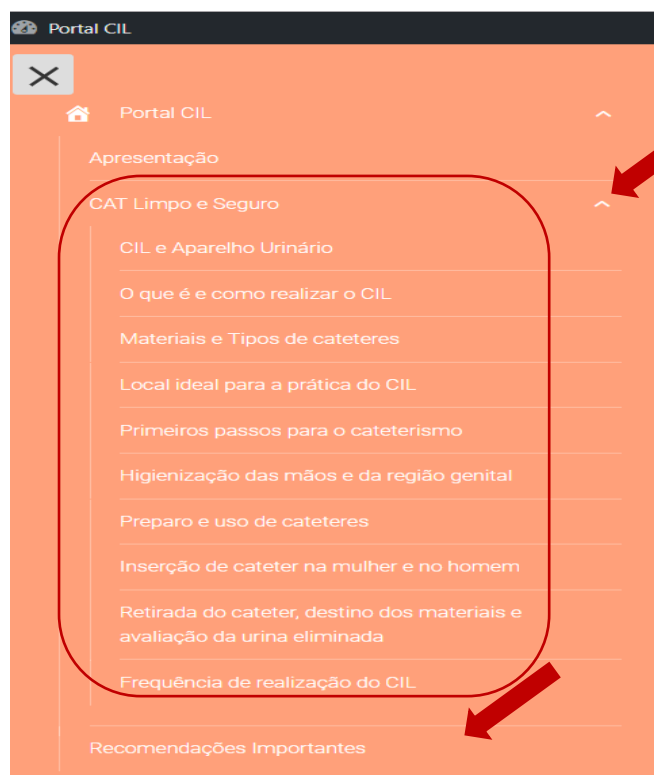 Portal CIL
Portal CIL
Apresentação
CAT Limpo e Seguro
CIL e Aparelho Urinário
O que é e como realizar o CIL
Materiais e Tipos de cateteres
Local ideal para a prática do CIL
Primeiros passos para o cateterismo
Higienização das mãos e da região genital
Preparo e uso de cateteres
Inserção de cateter na mulher e no homem
Retirada do cateter, destino dos materiais e
avaliação da urina eliminada
Frequência de realização do CIL
Recomendações Importantes